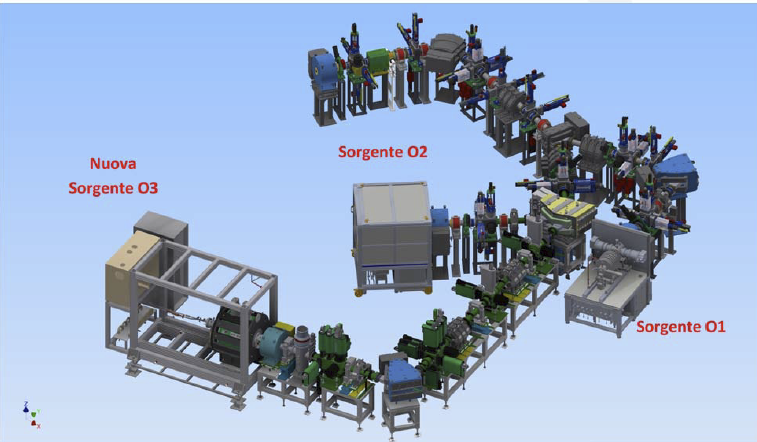 Sorgente O2
Nuova
Sorgente O3
Sorgente O1
Z
Y
X